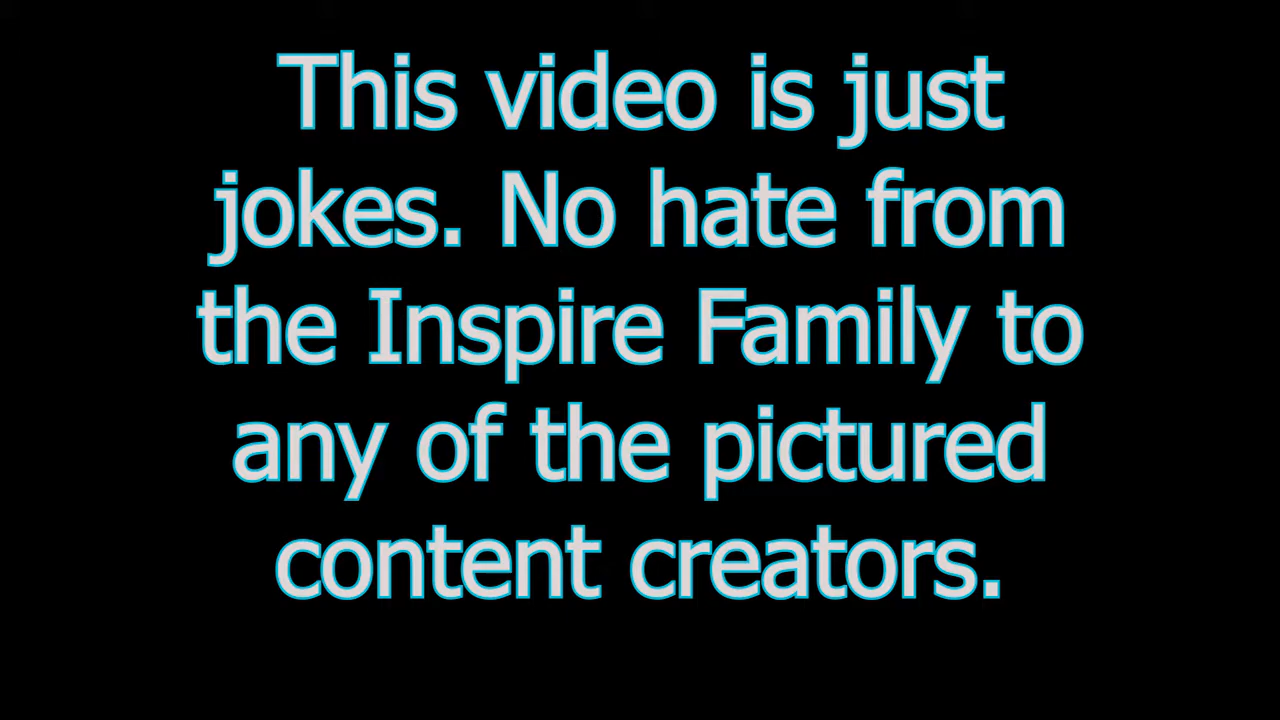 This video is just
jokes. No hate from
the Inspire Family to
any of the pictured
content creators.